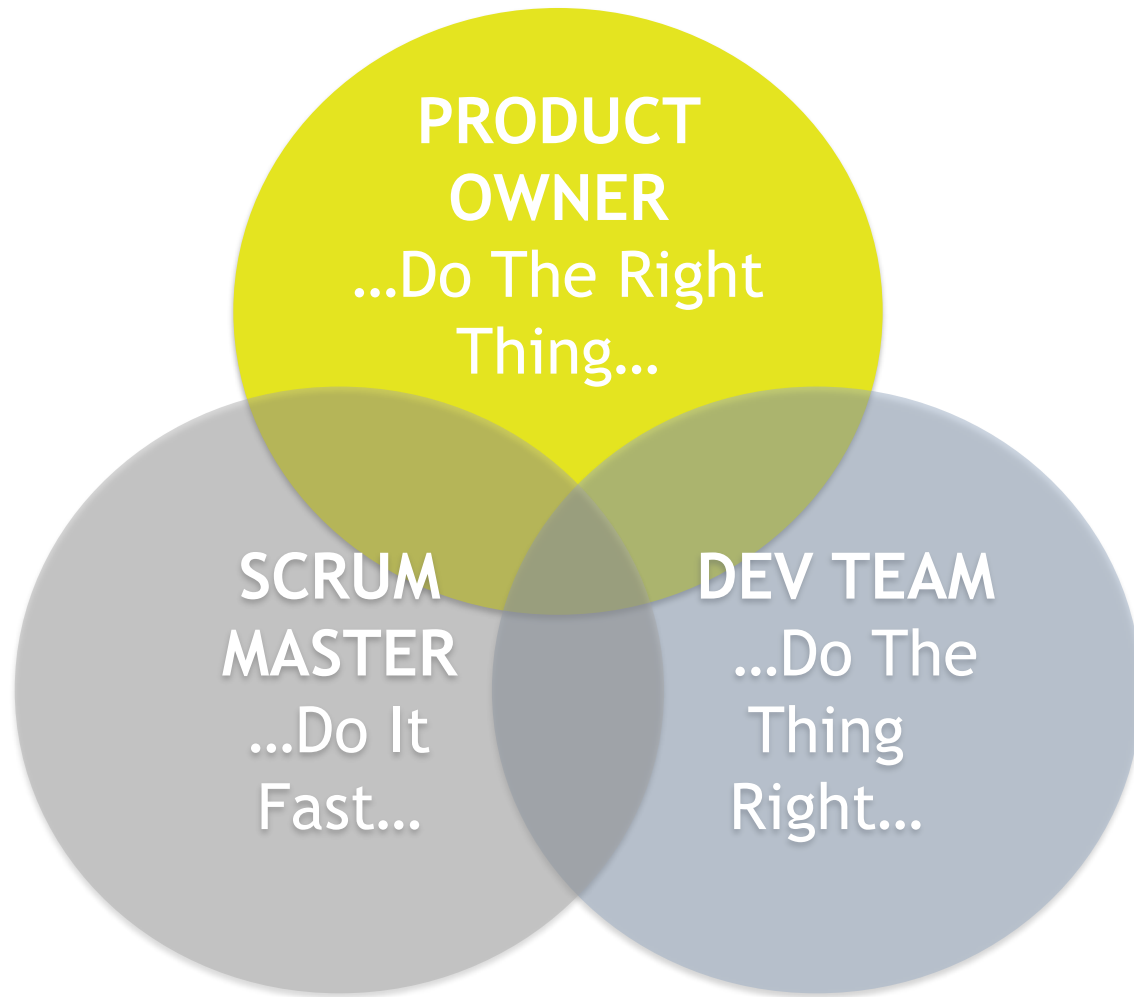 PRODUCT
OWNER
…Do The Right
Thing…
SCRUM
MASTER
…Do It
Fast…
DEV TEAM
…Do The
Thing
Right…